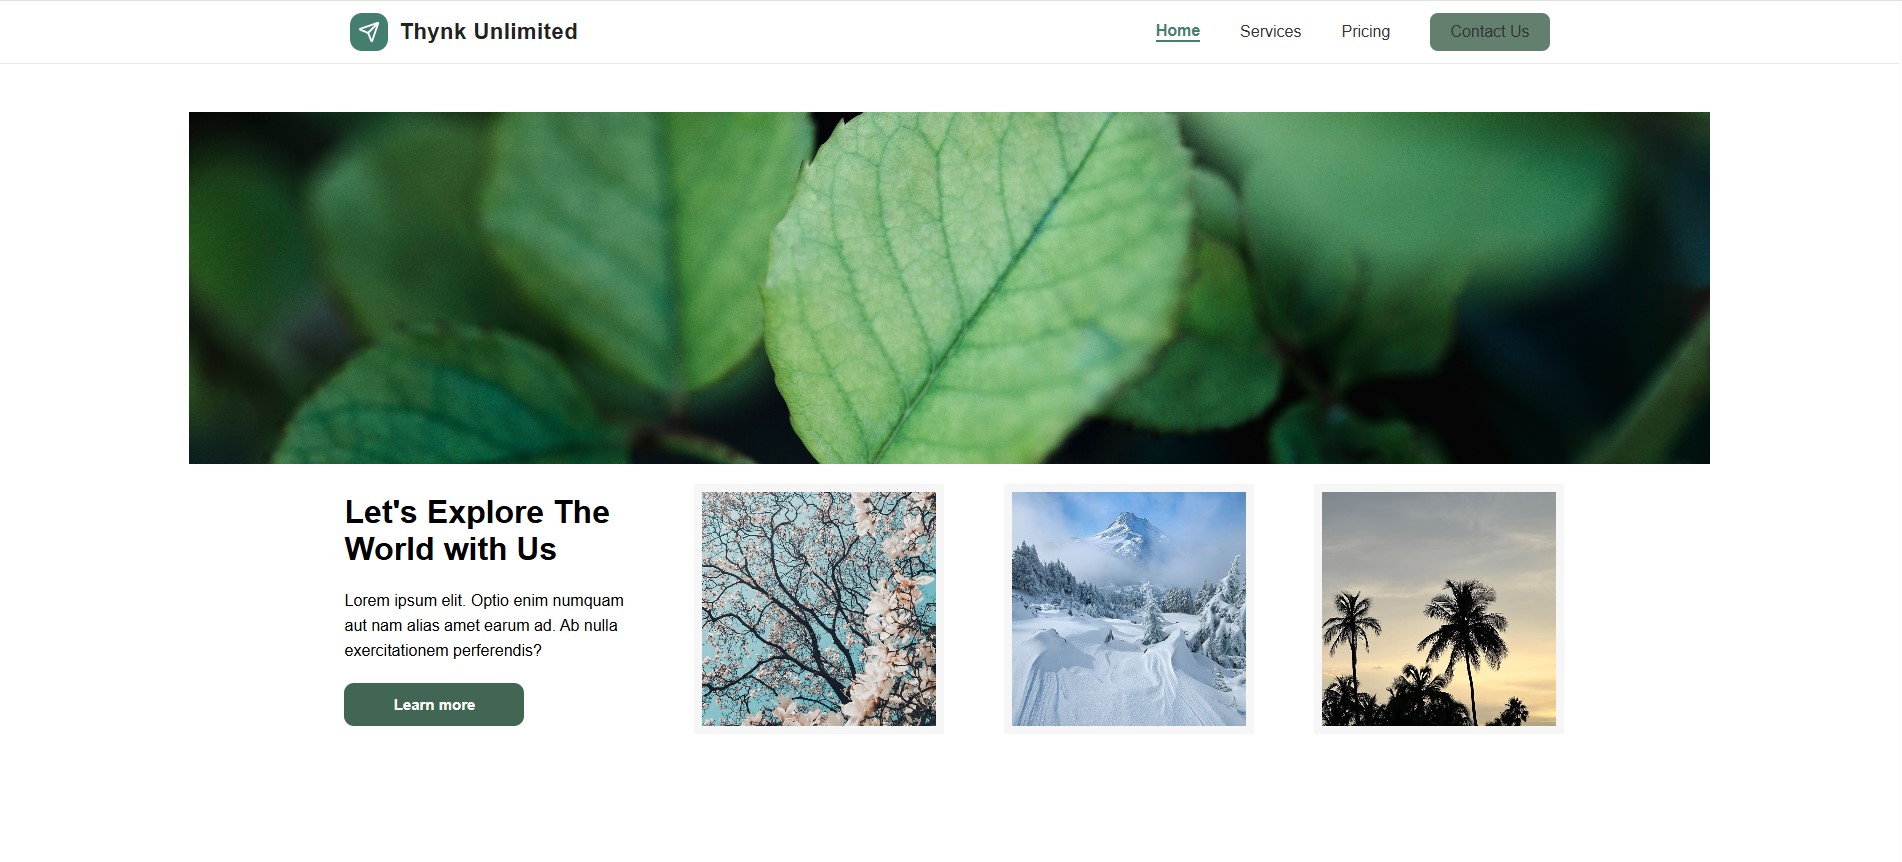 Thynk Unlimited
Home
Services
Pricing
Contact Us
Let's Explore The
World with Us
Lorem ipsum elit. Optio enim numquam
aut nam alias amet earum ad. Ab nulla
exercitationem perferendis?
Learn more